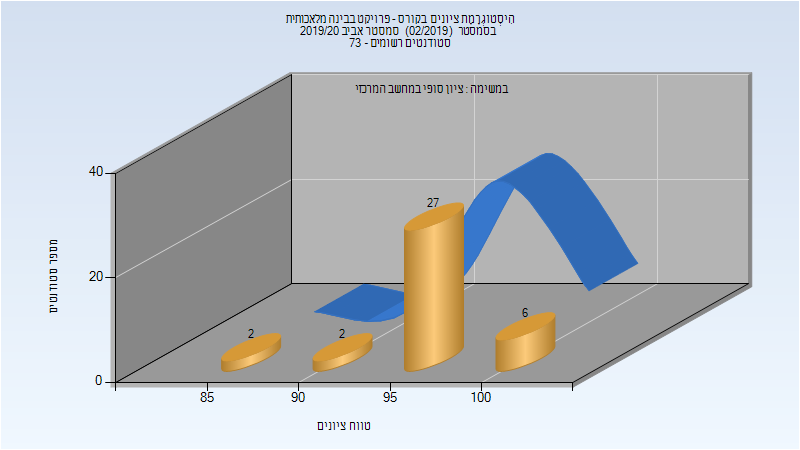 היסטוגרמת ציונים בקורס - פרויקט בבינה מלאכותית
בסמסטר (02/2019) סמסטר אביב 2019/20
סטודנטים רשומים - 73
במשימה : ציון סופי במחשב המרכזי
מספר סטודנטים
40
20
0
2
2
27
6
85
90
95
100
טווח ציונים